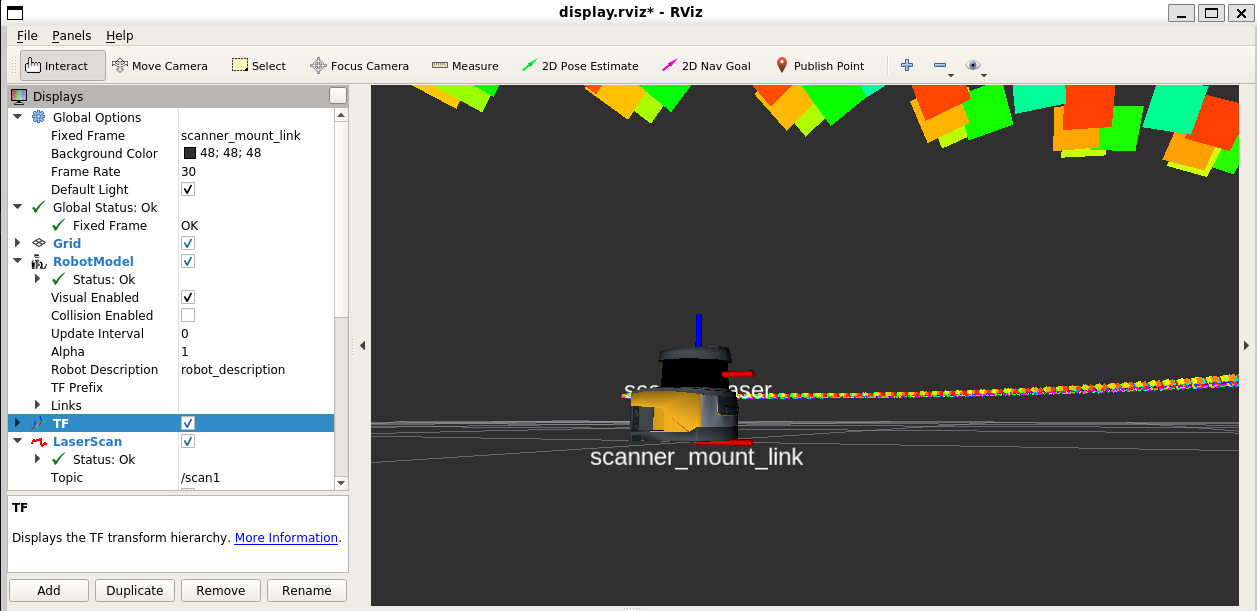 display.rviz* - RViz
File Panels Help
Interact Move Camera Select Focus Camera Measure 2D Pose Estimate 2D Nav Goal Publish Point
Displays
Global Options
Fixed Frame scanner_mount_link
Background Color 48; 48; 48
Frame Rate 30
Default Light
Global Status: Ok
Fixed Frame OK
Grid
RobotModel
Status: Ok
Visual Enabled
Collision Enabled
Update Interval 0
Alpha 1
Robot Description robot_description
TF Prefix
Links
TF
LaserScan
Status: Ok
Topic /scan1
TF
Displays the TF transform hierarchy. More Information.
Add Duplicate Remove Rename
scanner_mount_link